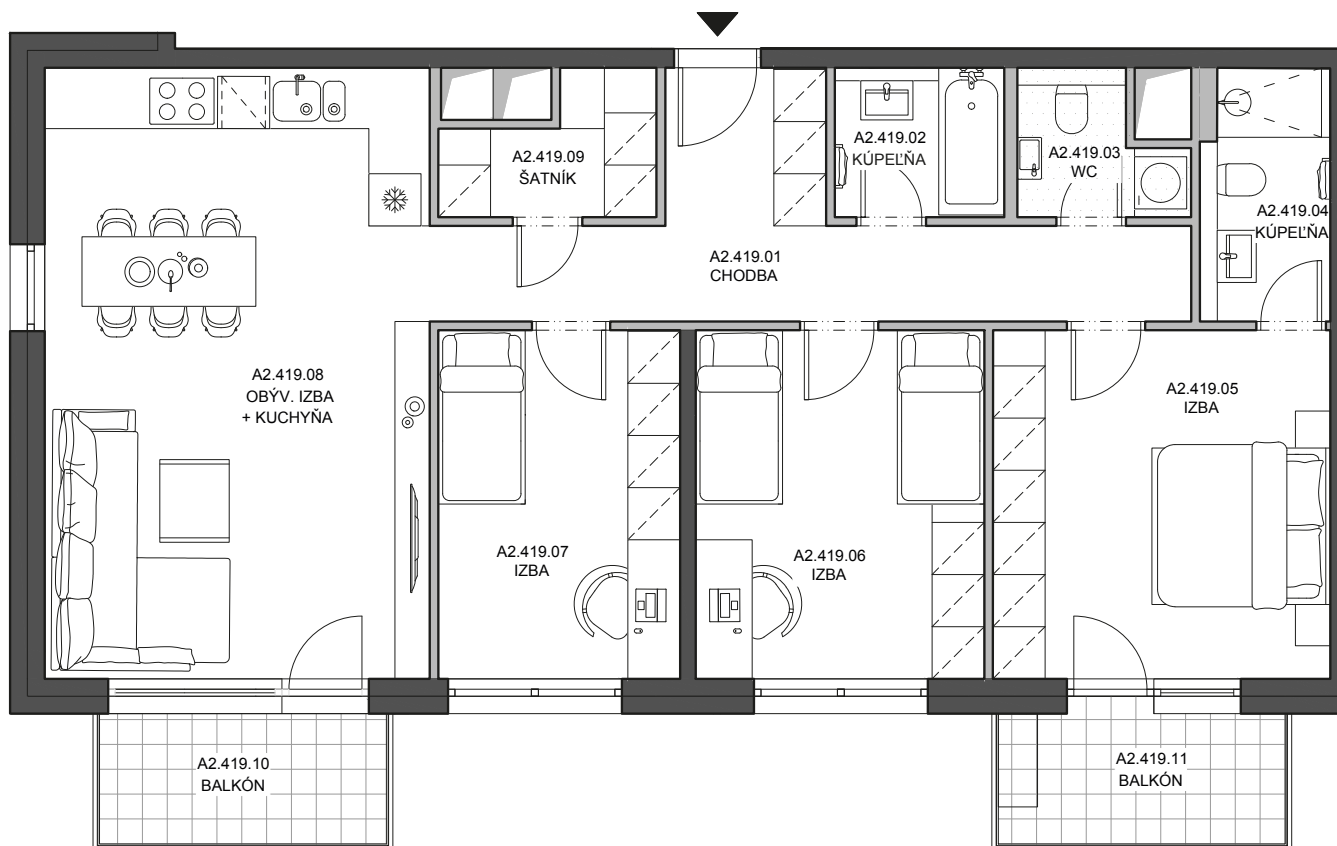 A2.419.09
ŠATNÍK
A2.419.02
KÚPEĽŇA
A2.419.03
WC
A2.419.04
KÚPEĽŇA
A2.419.01
CHODBA
A2.419.08
OBÝV. IZBA
+ KUCHYŇA
A2.419.05
IZBA
A2.419.07
IZBA
A2.419.06
IZBA
A2.419.10
BALKÓN
A2.419.11
BALKÓN